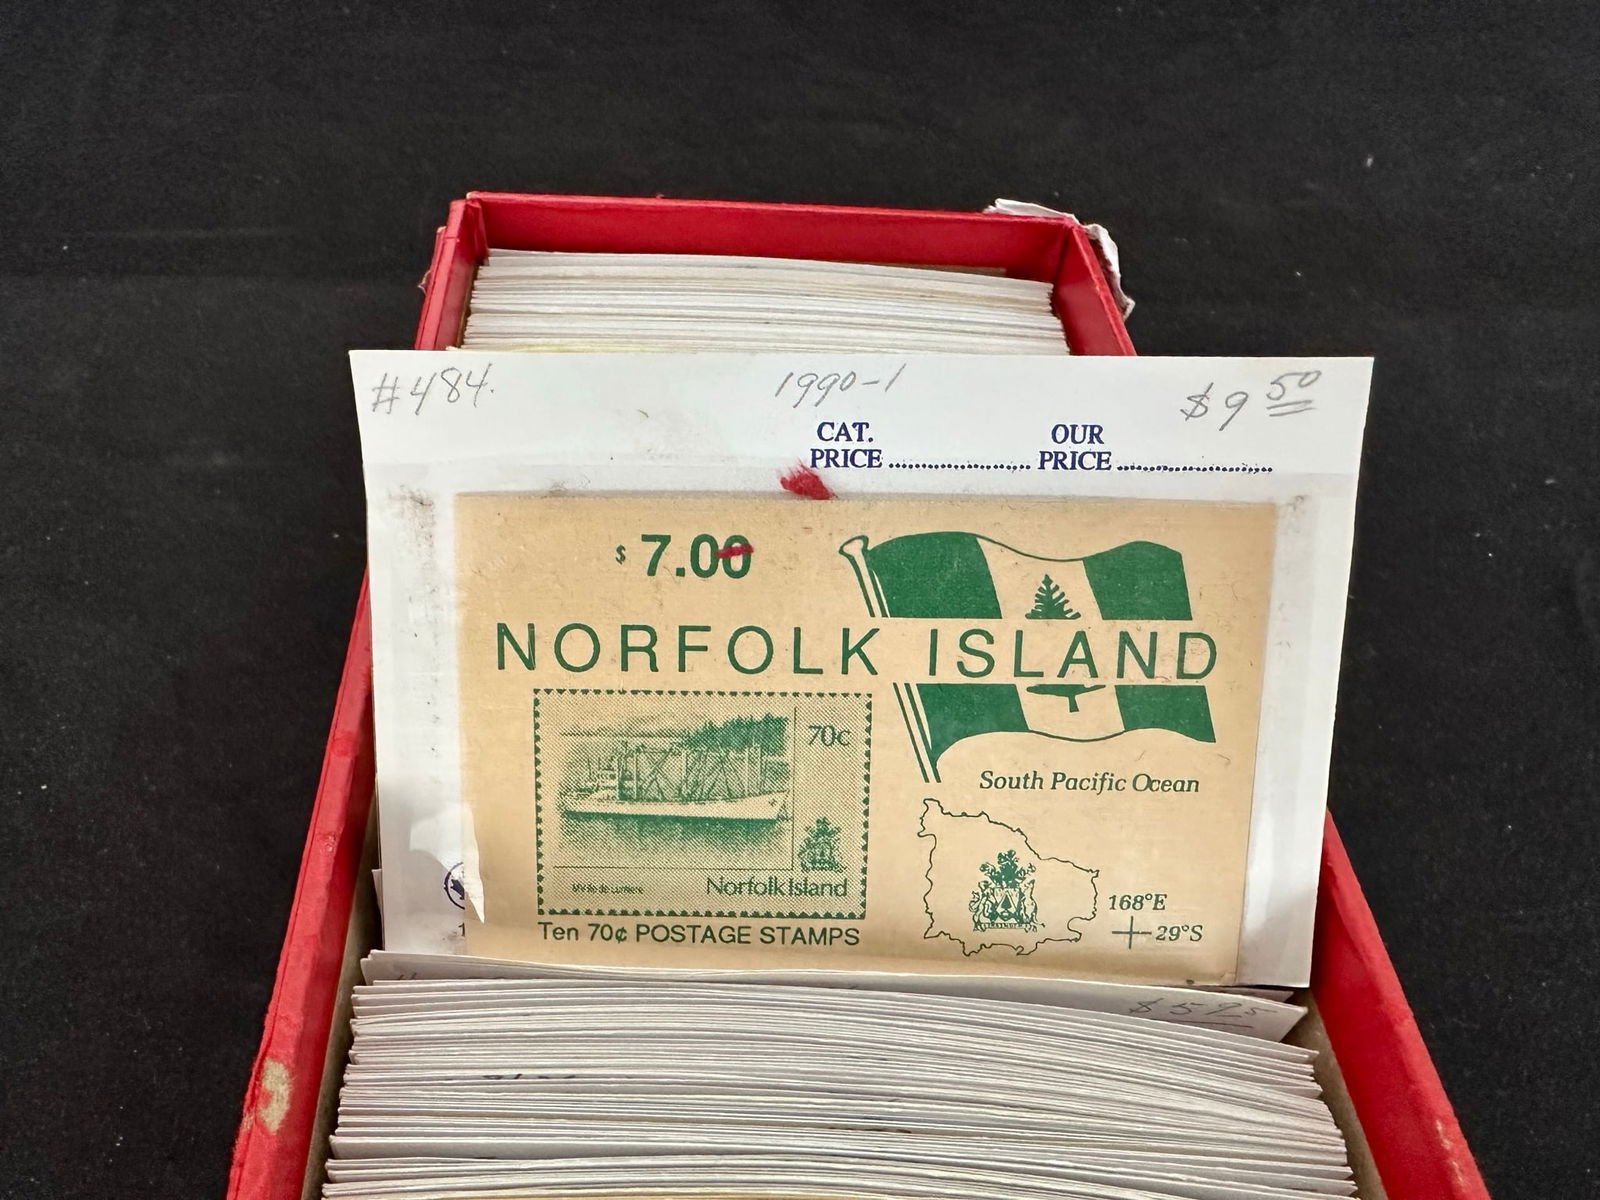 #484.
1990-1
$9 50
CAT.
PRICE
OUR
PRICE
$7.00
NORFOLK ISLAND
70c
Norfolk Island
Ten 70¢ POSTAGE STAMPS
South Pacific Ocean
168°E
29°S